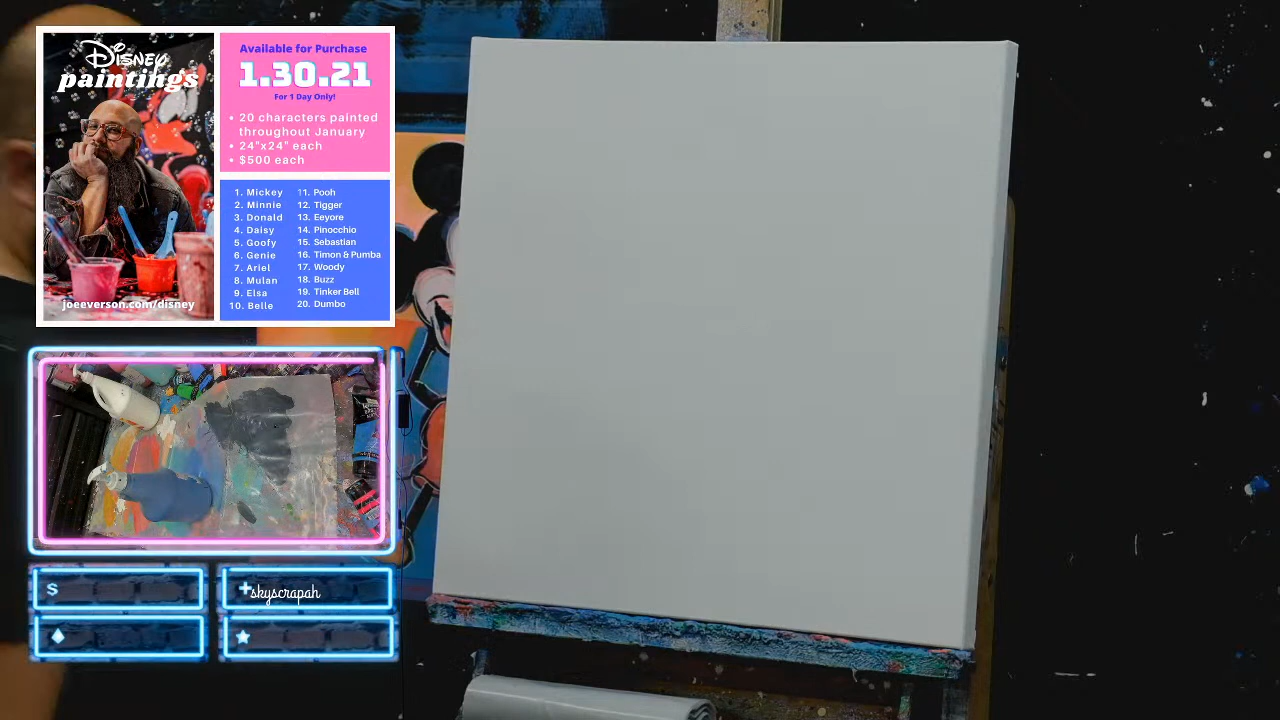 Disney
paintings
joeeverson.com/disney
Available for Purchase
1.30.21
For 1 Day Only!
• 20 characters painted
throughout January
• 24"x24" each
• $500 each
1. Mickey
2. Minnie
3. Donald
4. Daisy
5. Goofy
6. Genie
7. Ariel
8. Mulan
9. Elsa
10. Belle
11. Pooh
12. Tigger
13. Eeyore
14. Pinocchio
15. Sebastian
16. Timon & Pumba
17. Woody
18. Buzz
19. Tinker Bell
20. Dumbo
$
+skyscrapah